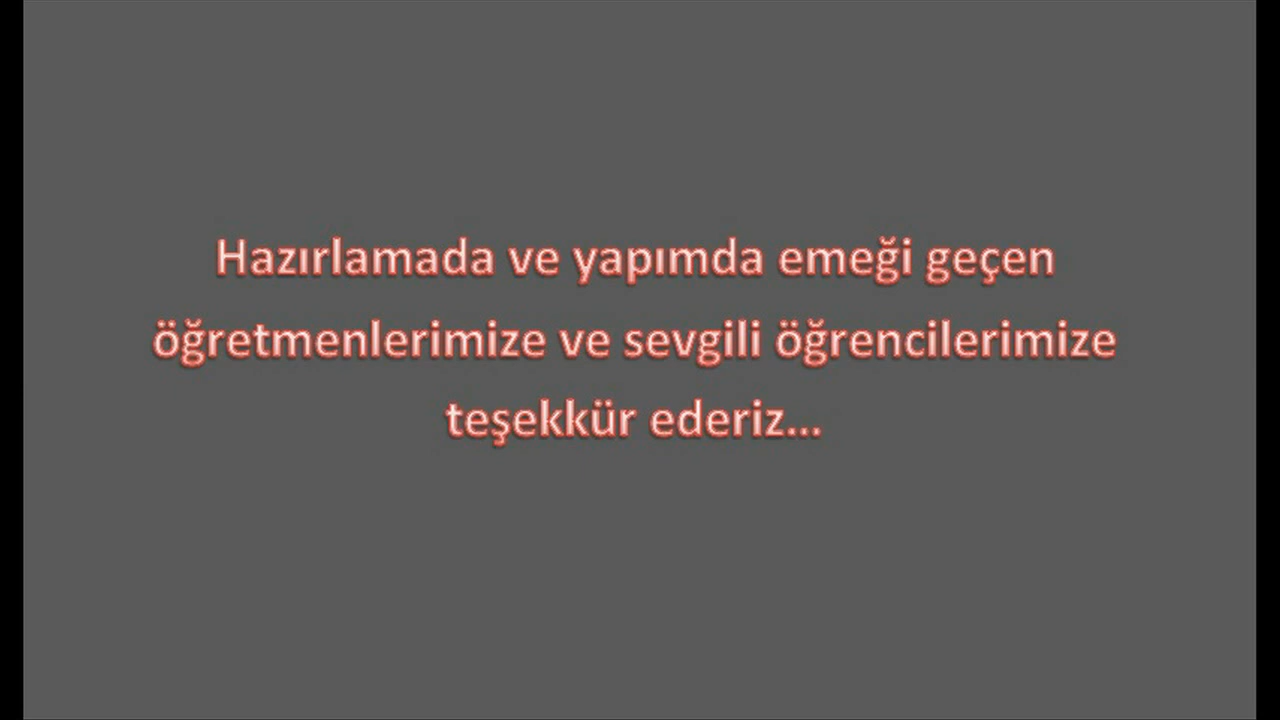 Hazırlamada ve yapımda emeği geçen
öğretmenlerimize ve sevgili öğrencilerimize
teşekkür ederiz...